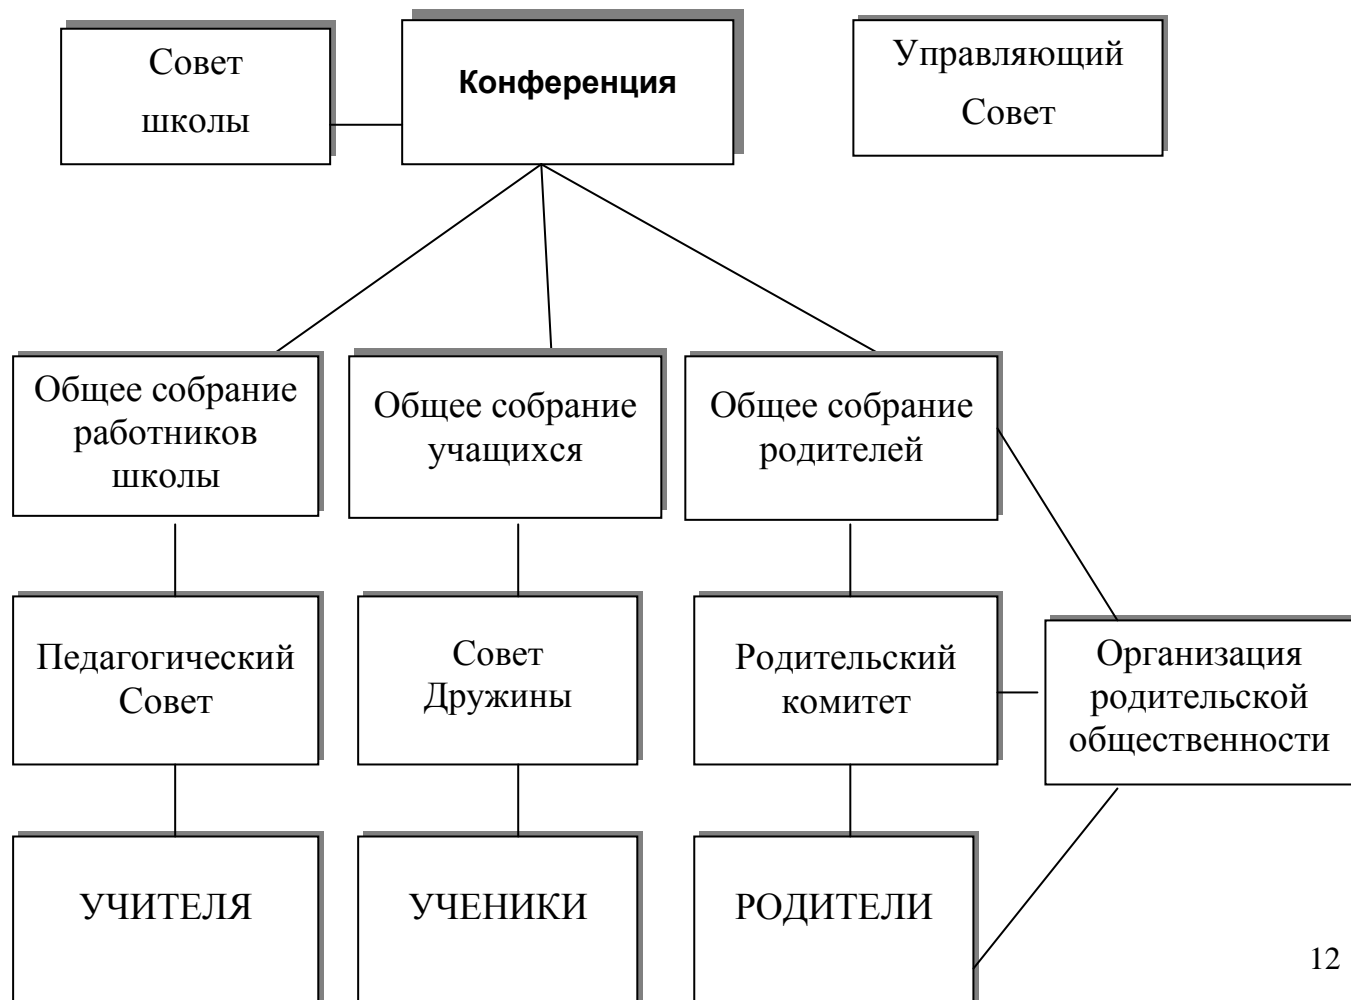 Совет
школы
Конференция
Управляющий
Совет
Общее собрание
работников
школы
Общее собрание
учащихся
Общее собрание
родителей
Педагогический
Совет
Совет
Дружины
Родительский
комитет
Организация
родительской
общественности
УЧИТЕЛЯ
УЧЕНИКИ
РОДИТЕЛИ
12